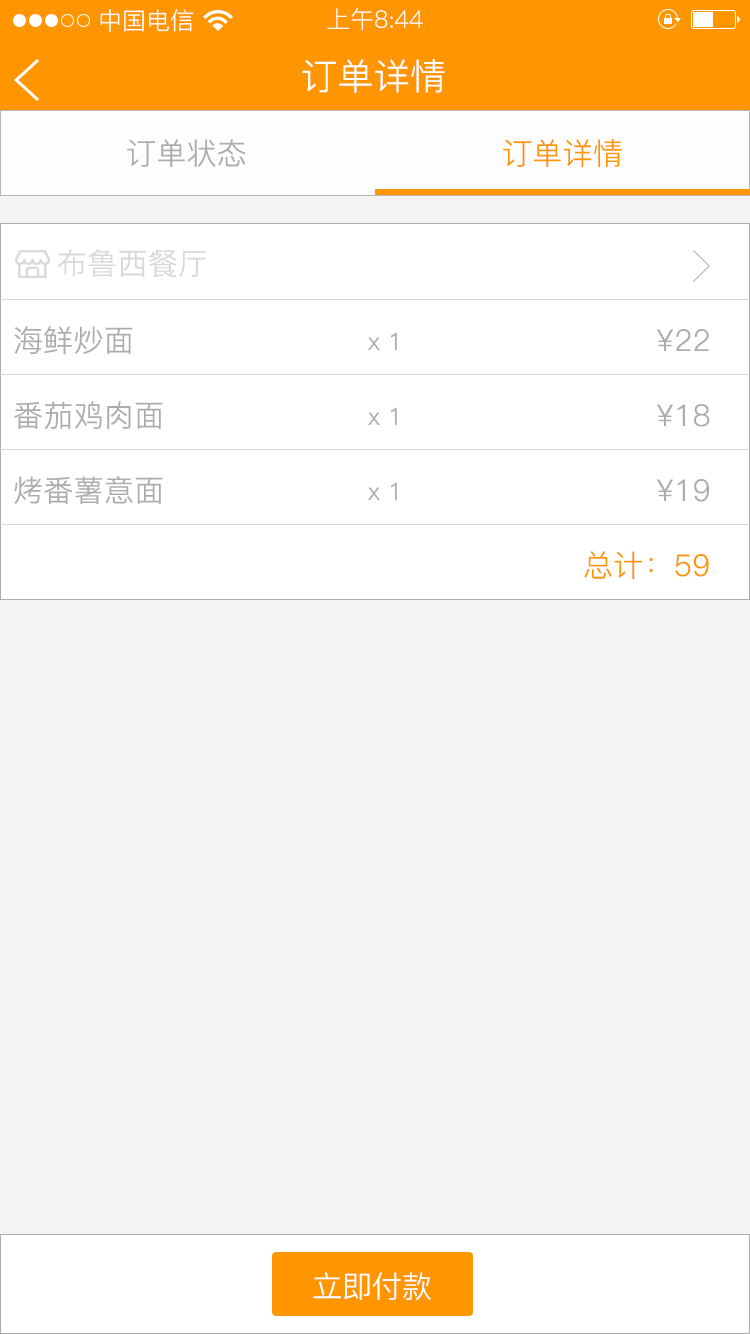 中国电信 上午8:44
订单详情
订单状态 订单详情
布鲁西餐厅
海鲜炒面 x 1 ¥22
番茄鸡肉面 x 1 ¥18
烤番薯意面 x 1 ¥19
总计：59
立即付款